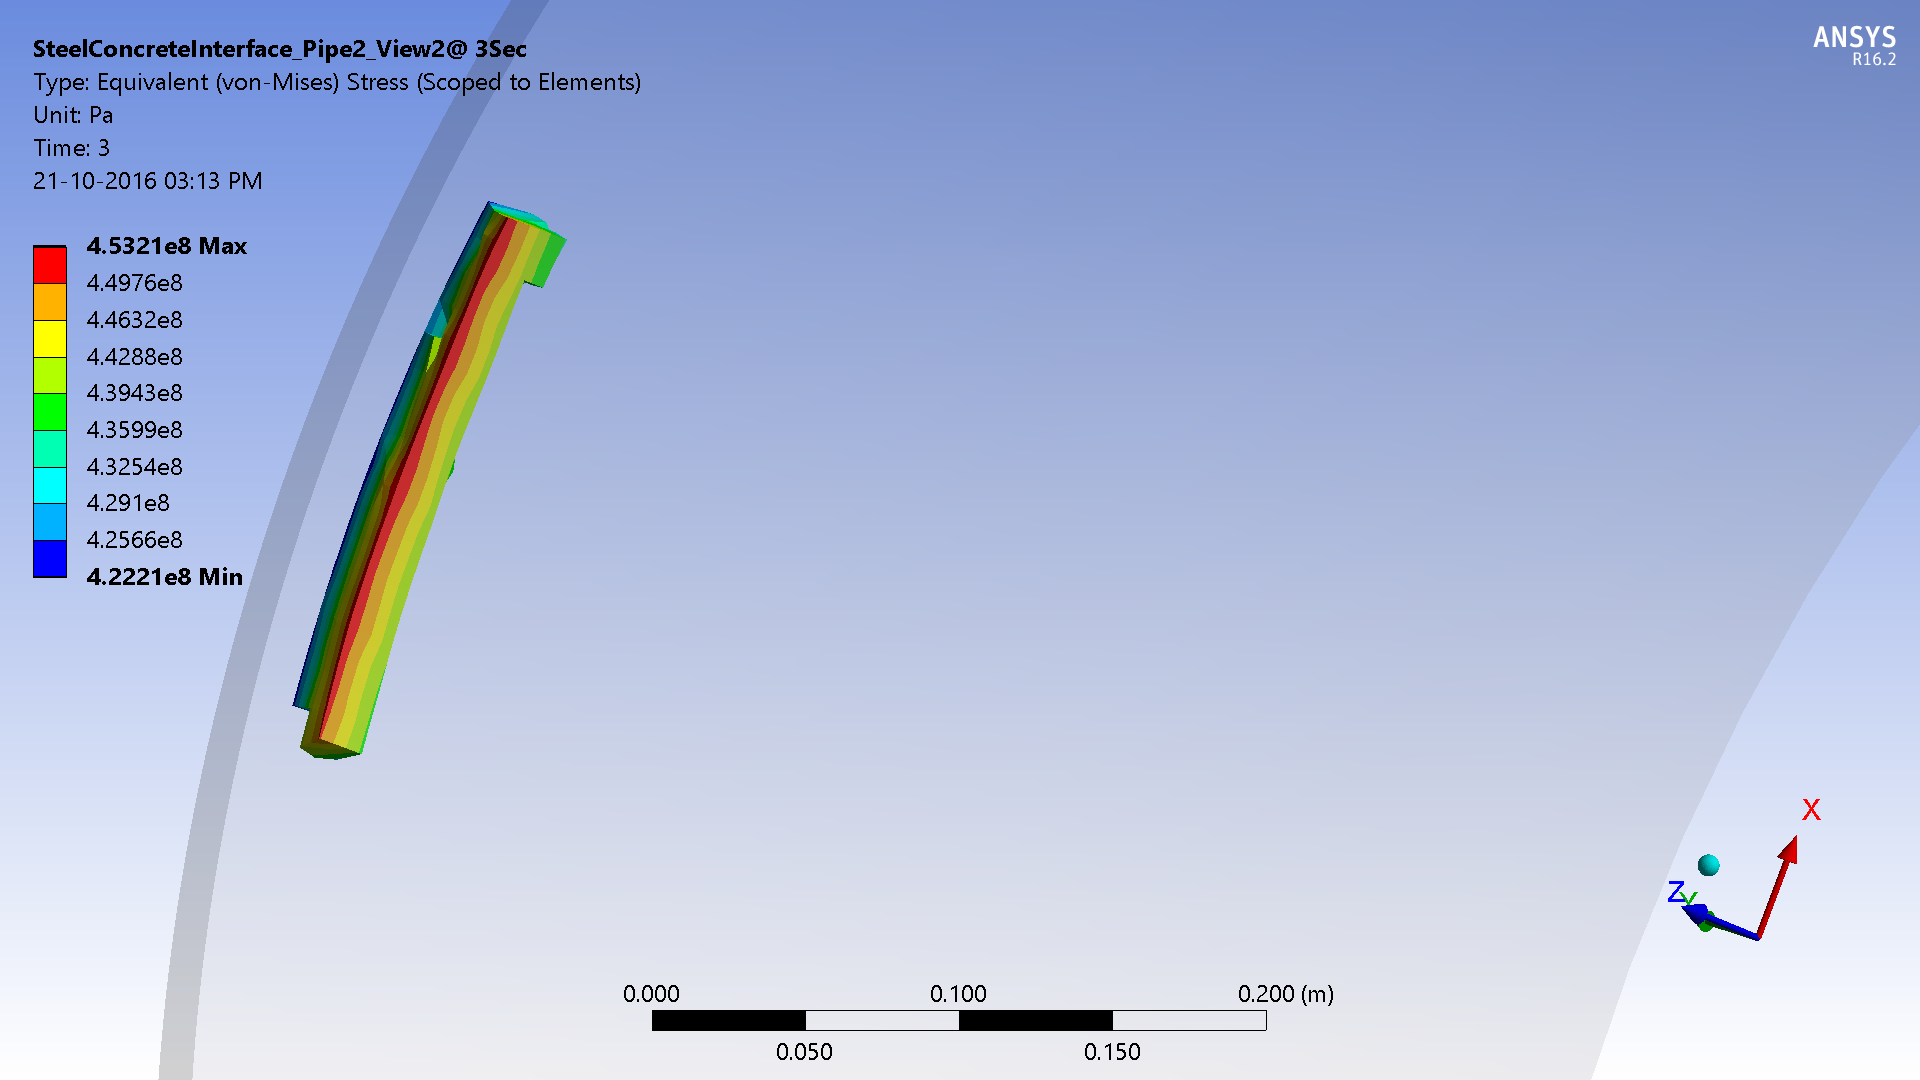 SteelConcreteInterface_Pipe2_View2@ 3Sec
Type: Equivalent (von-Mises) Stress (Scoped to Elements)
Unit: Pa
Time: 3
21-10-2016 03:13 PM
ANSYS
R16.2
4.5321e8 Max
4.4976e8
4.4632e8
4.4288e8
4.3943e8
4.3599e8
4.3254e8
4.291e8
4.2566e8
4.2221e8 Min
X
Z
Y
0.000 0.100 0.200 (m)
0.050 0.150